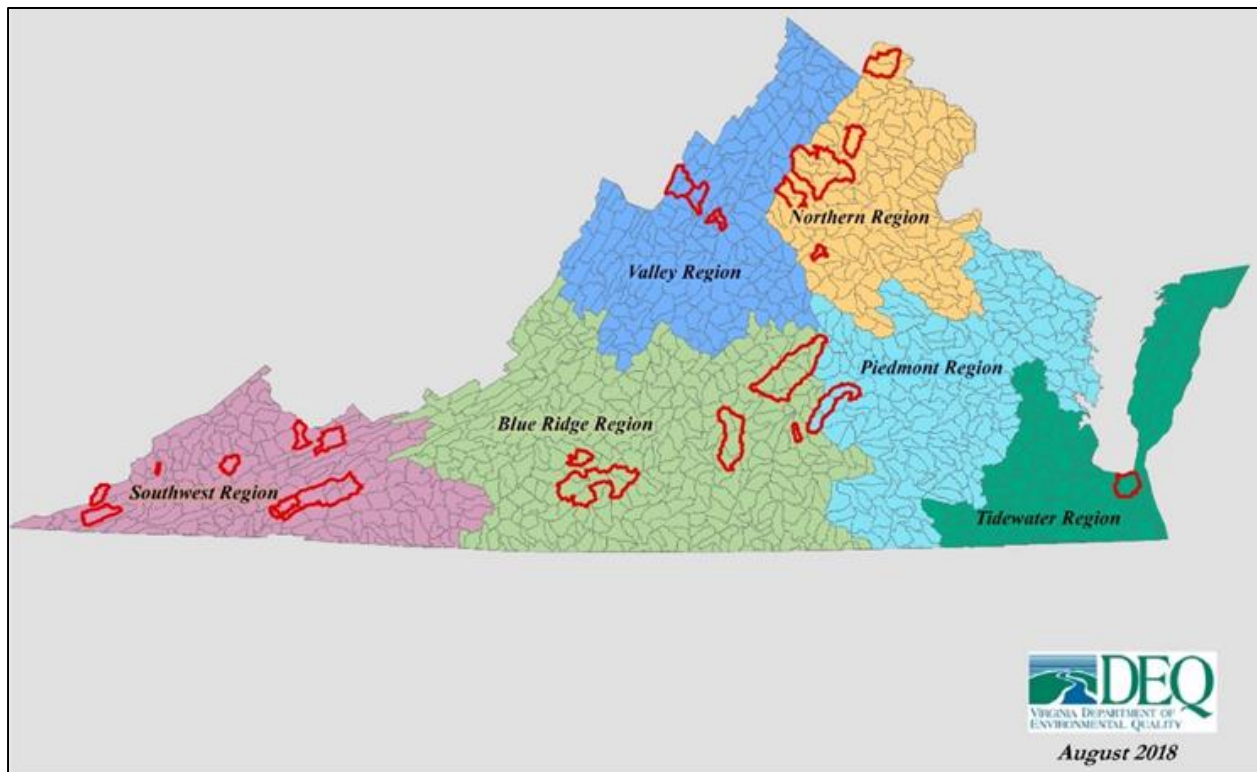 Northern Region
Valley Region
Piedmont Region
Blue Ridge Region
Southwest Region
Tidewater Region
DEQ
VIRGINIA DEPARTMENT OF
ENVIRONMENTAL QUALITY
August 2018